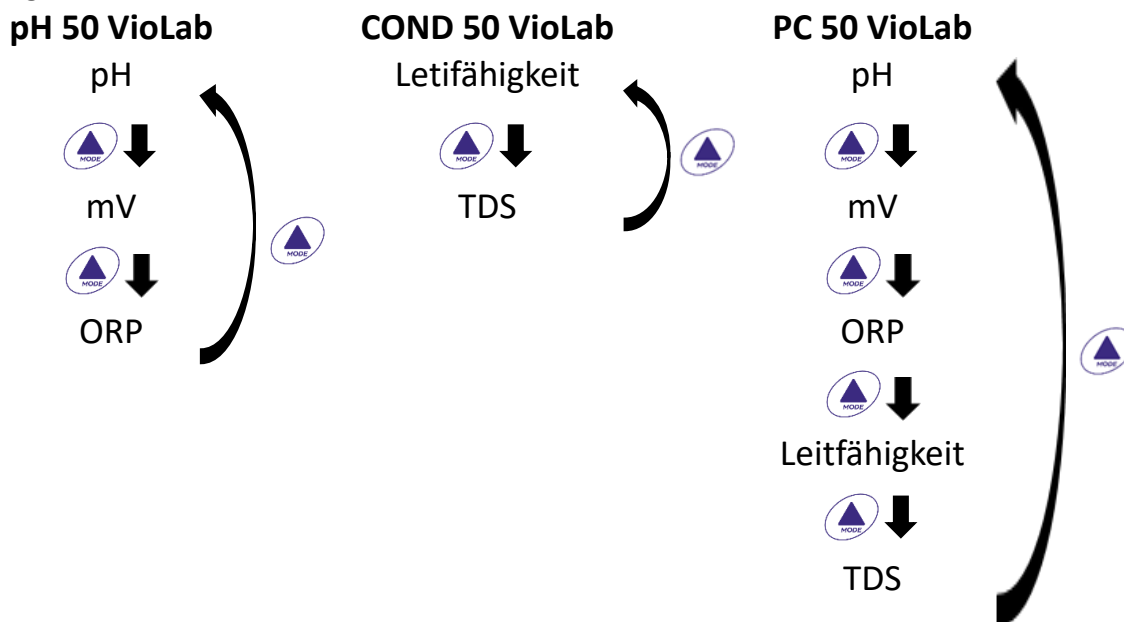 pH 50 VioLab
pH
MODE
mV
MODE
ORP
MODE
COND 50 VioLab
Letifähigkeit
MODE
TDS
MODE
PC 50 VioLab
pH
MODE
mV
MODE
ORP
MODE
Leitfähigkeit
MODE
TDS
MODE